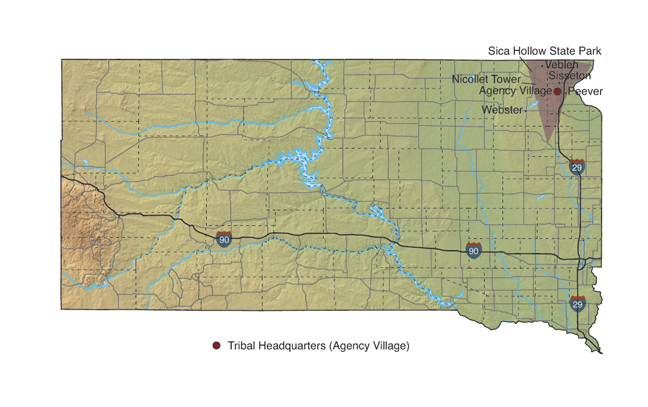 Sica Hollow State Park
Veblen
Sisseton
Nicollet Tower
Agency Village
Peever
Webster
29
90
90
29
Tribal Headquarters (Agency Village)